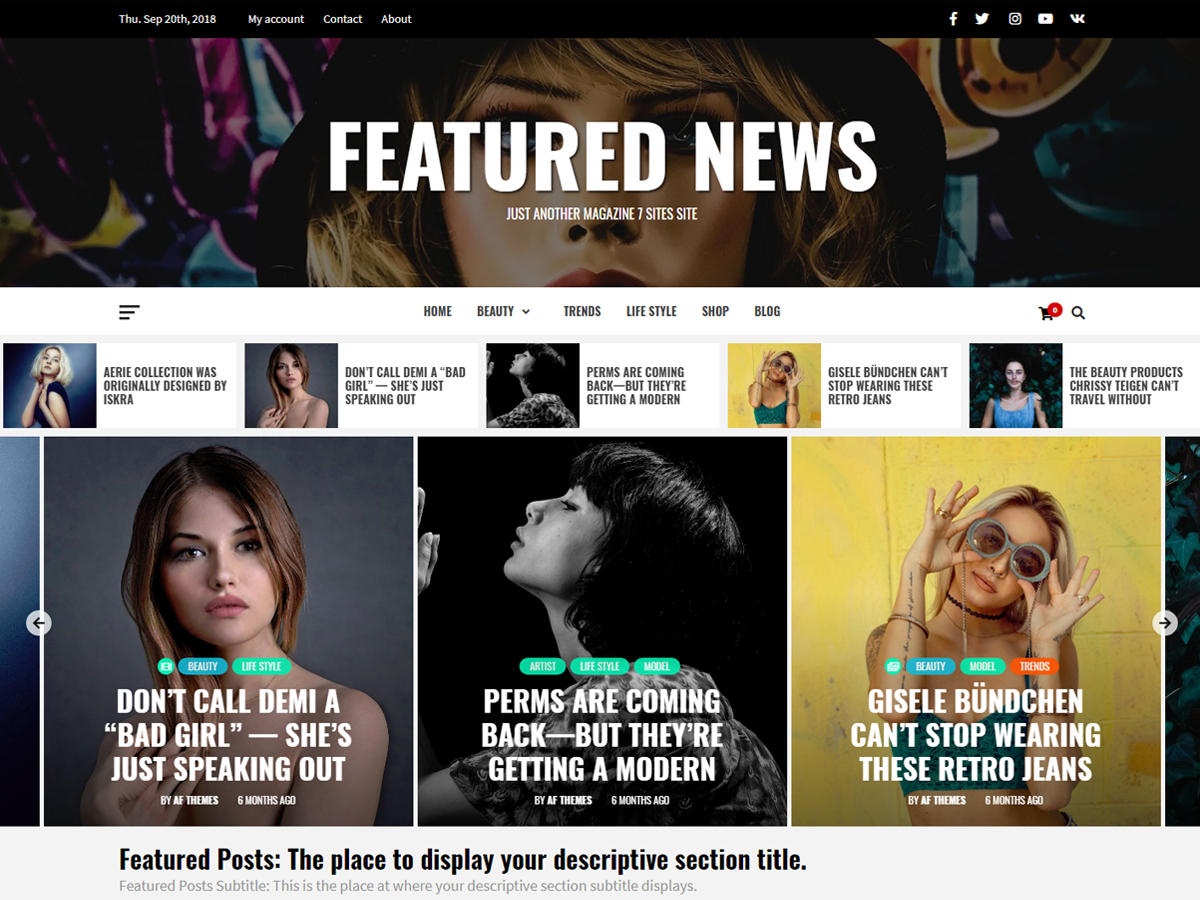 Thu. Sep 20th, 2018 My account Contact About
FEATURED NEWS
JUST ANOTHER MAGAZINE 7 SITES SITE
HOME BEAUTY TRENDS LIFE STYLE SHOP BLOG
0
AERIE COLLECTION WAS
ORIGINALLY DESIGNED BY
ISKRA
DON'T CALL DEMI A “BAD
GIRL” — SHE'S JUST
SPEAKING OUT
PERMS ARE COMING
BACK—BUT THEY'RE
GETTING A MODERN
GISELE BÜNDCHEN CAN'T
STOP WEARING THESE
RETRO JEANS
THE BEAUTY PRODUCTS
CHRISSY TEIGEN CAN'T
TRAVEL WITHOUT
BEAUTY LIFE STYLE
DON'T CALL DEMI A
“BAD GIRL” — SHE'S
JUST SPEAKING OUT
BY AF THEMES 6 MONTHS AGO
ARTIST LIFE STYLE MODEL
PERMS ARE COMING
BACK—BUT THEY'RE
GETTING A MODERN
BY AF THEMES 6 MONTHS AGO
BEAUTY MODEL TRENDS
GISELE BÜNDCHEN
CAN'T STOP WEARING
THESE RETRO JEANS
BY AF THEMES 6 MONTHS AGO
Featured Posts: The place to display your descriptive section title.
Featured Posts Subtitle: This is the place at where your descriptive section subtitle displays.